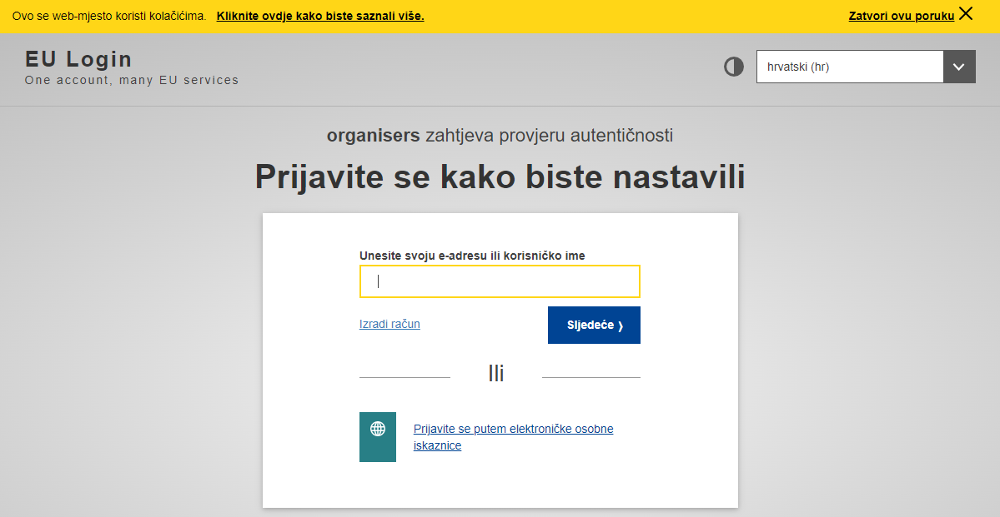 Ovo se web-mjesto koristi kolačićima. Kliknite ovdje kako biste saznali više. Zatvori ovu poruku
EU Login
One account, many EU services
hrvatski (hr)
organisers zahtjeva provjeru autentičnosti
Prijavite se kako biste nastavili
Unesite svoju e-adresu ili korisničko ime
Izradi račun
Sljedeće ❯
Ili
Prijavite se putem elektroničke osobne
iskaznice